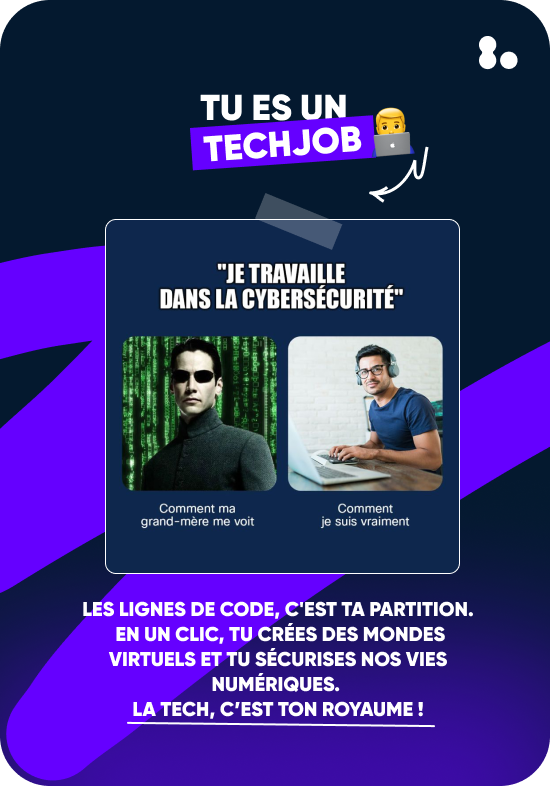 TU ES UN
TECHJOB
"JE TRAVAILLE
DANS LA CYBERSÉCURITÉ"
Comment ma
grand-mère me voit
Comment
je suis vraiment
LES LIGNES DE CODE, C'EST TA PARTITION.
EN UN CLIC, TU CRÉES DES MONDES
VIRTUELS ET TU SÉCURISES NOS VIES
NUMÉRIQUES.
LA TECH, C’EST TON ROYAUME !